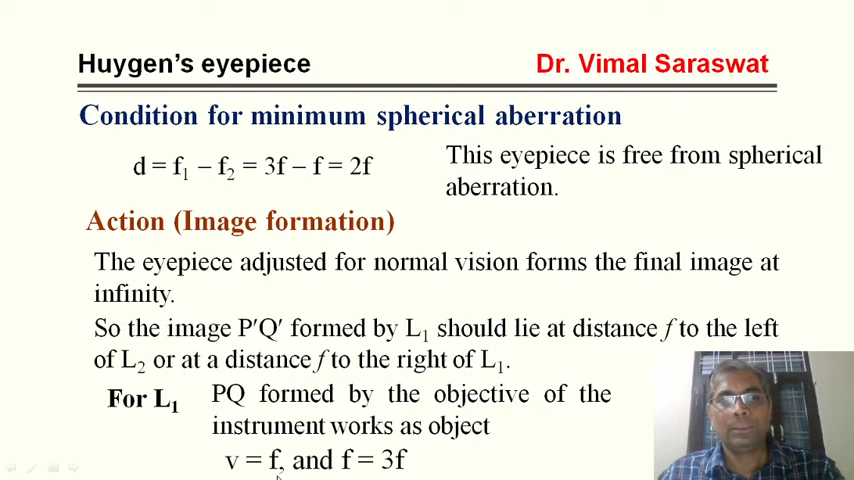 Huygen's eyepiece Dr. Vimal Saraswat
Condition for minimum spherical aberration
d = f₁ – f₂ = 3f – f = 2f
This eyepiece is free from spherical
aberration.
Action (Image formation)
The eyepiece adjusted for normal vision forms the final image at
infinity.
So the image P′Q′ formed by L₁ should lie at distance f to the left
of L₂ or at a distance f to the right of L₁.
For L₁ PQ formed by the objective of the
instrument works as object
v = f, and f = 3f